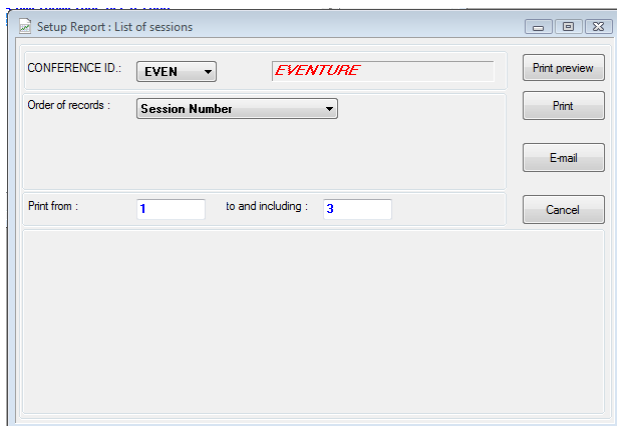 Setup Report : List of sessions
CONFERENCE ID.: EVEN EVENTURE Print preview
Order of records : Session Number Print
E-mail
Print from : 1 to and including : 3 Cancel